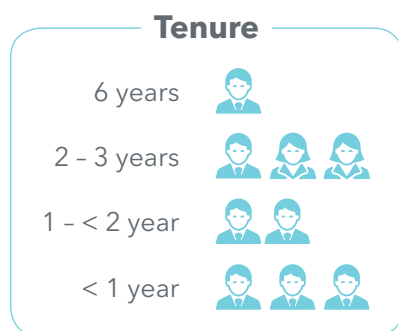 Tenure
6 years
2 – 3 years
1 – < 2 year
< 1 year